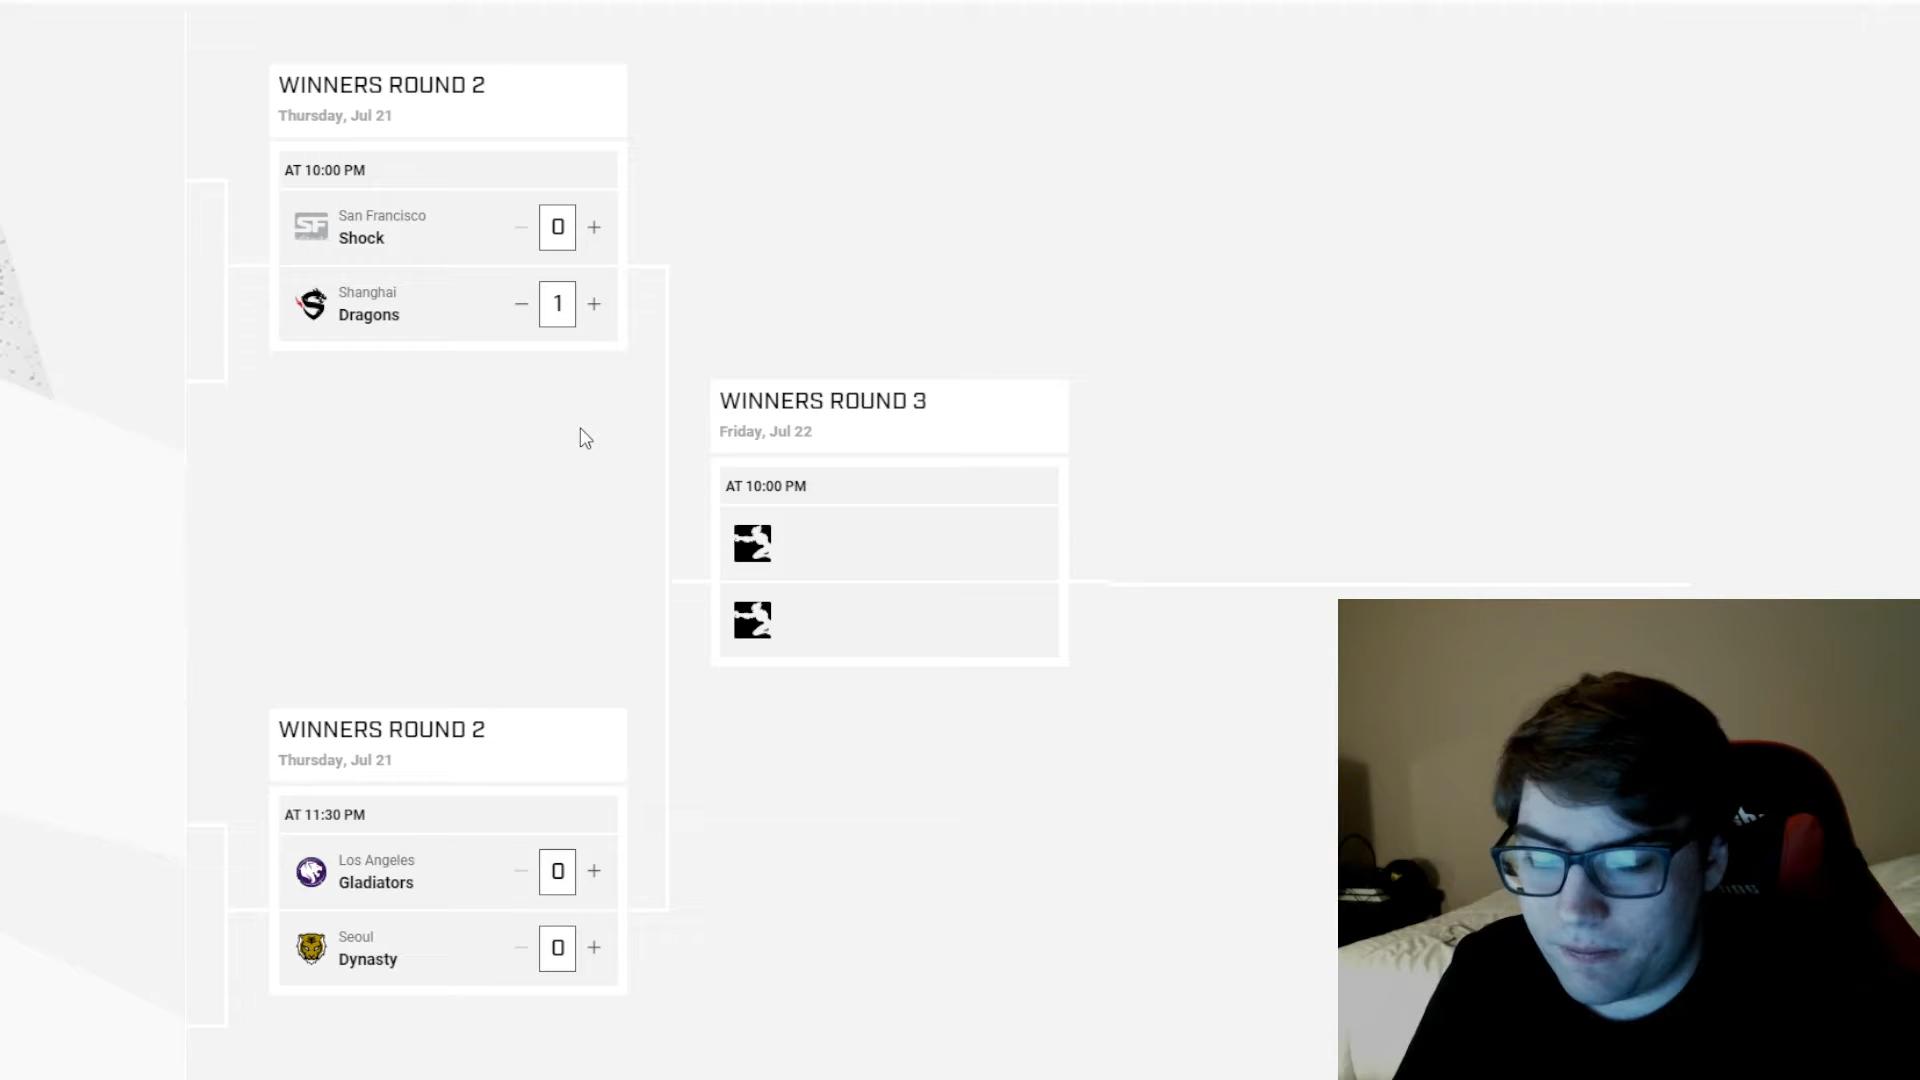 WINNERS ROUND 2
Thursday, Jul 21
AT 10:00 PM
SF
San Francisco
Shock
− 0 +
Shanghai
Dragons
− 1 +
WINNERS ROUND 3
Friday, Jul 22
AT 10:00 PM
WINNERS ROUND 2
Thursday, Jul 21
AT 11:30 PM
Los Angeles
Gladiators
− 0 +
Seoul
Dynasty
− 0 +